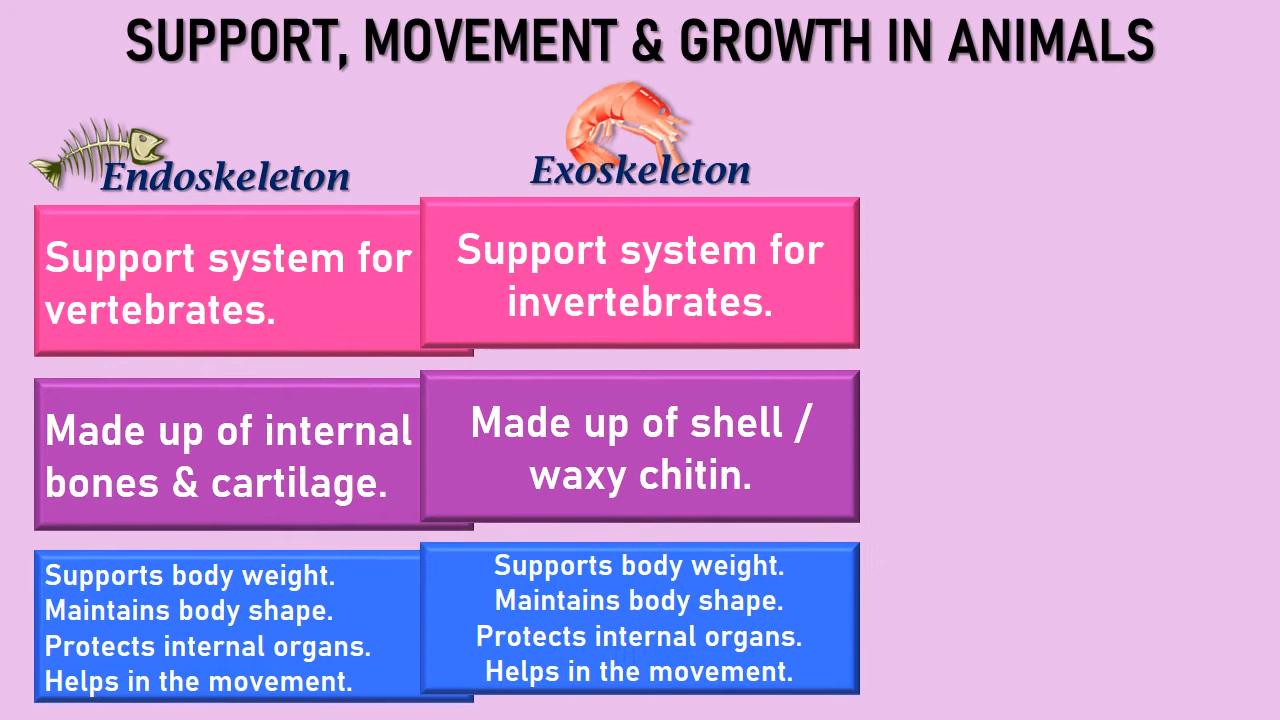 SUPPORT, MOVEMENT & GROWTH IN ANIMALS
Endoskeleton
Support system for
vertebrates.
Made up of internal
bones & cartilage.
Supports body weight.
Maintains body shape.
Protects internal organs.
Helps in the movement.
Exoskeleton
Support system for
invertebrates.
Made up of shell /
waxy chitin.
Supports body weight.
Maintains body shape.
Protects internal organs.
Helps in the movement.